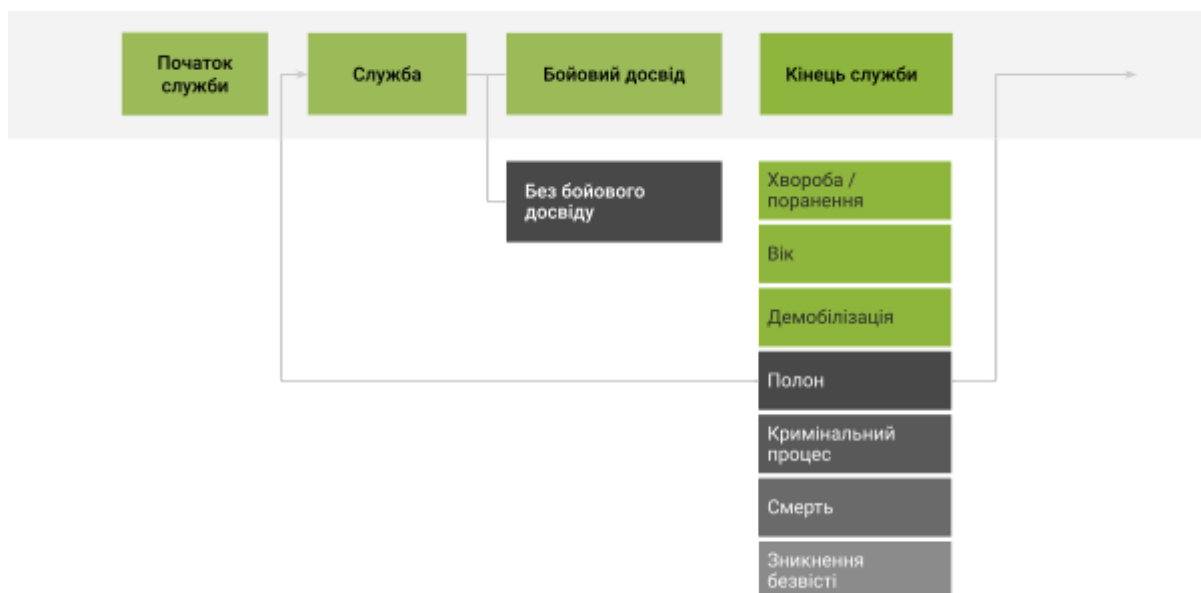 Початок
служби
Служба
Бойовий досвід
Кінець служби
Без бойового
досвіду
Хвороба /
поранення
Вік
Демобілізація
Полон
Кримінальний
процес
Смерть
Зникнення
безвісті